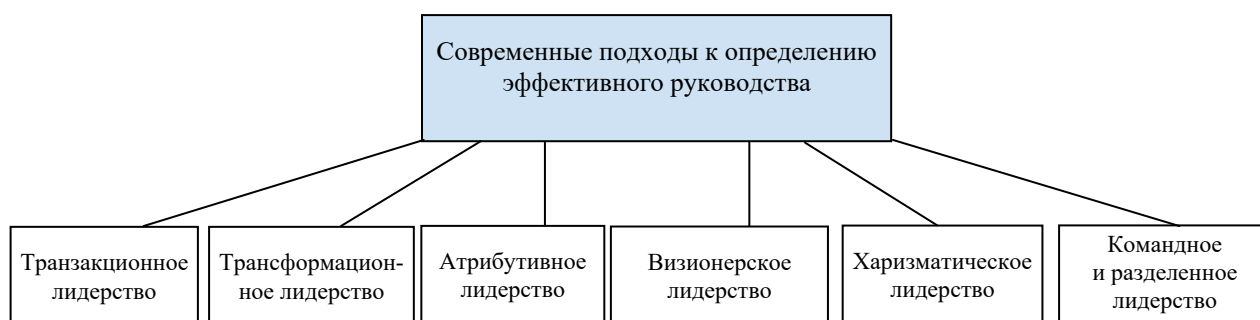 Современные подходы к определению
эффективного руководства
Транзакционное
лидерство
Трансформацион-
ное лидерство
Атрибутивное
лидерство
Визионерское
лидерство
Харизматическое
лидерство
Командное
и разделенное
лидерство